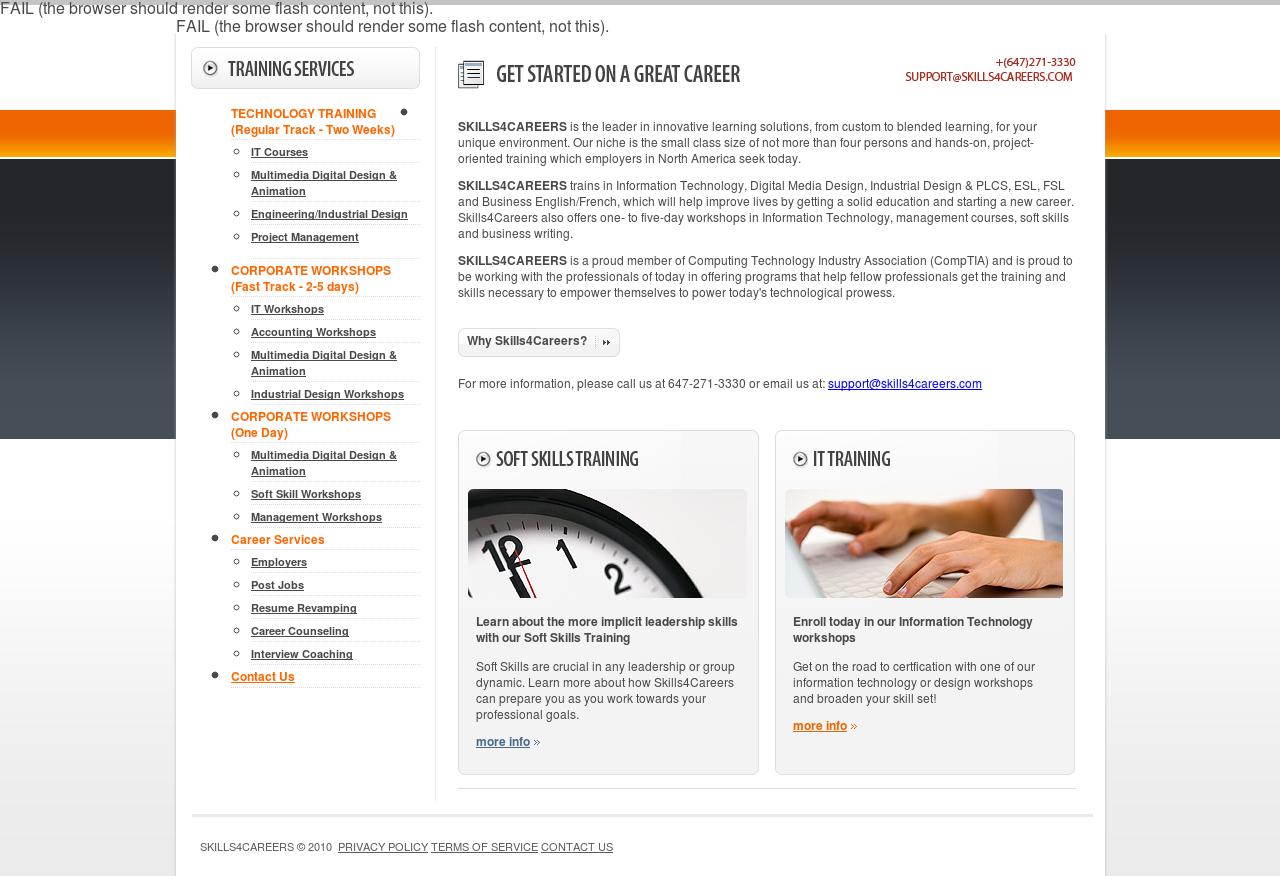 FAIL (the browser should render some flash content, not this).
FAIL (the browser should render some flash content, not this).
TRAINING SERVICES
TECHNOLOGY TRAINING
(Regular Track - Two Weeks)
IT Courses
Multimedia Digital Design &
Animation
Engineering/Industrial Design
Project Management
CORPORATE WORKSHOPS
(Fast Track - 2-5 days)
IT Workshops
Accounting Workshops
Multimedia Digital Design &
Animation
Industrial Design Workshops
CORPORATE WORKSHOPS
(One Day)
Multimedia Digital Design &
Animation
Soft Skill Workshops
Management Workshops
Career Services
Employers
Post Jobs
Resume Revamping
Career Counseling
Interview Coaching
Contact Us
GET STARTED ON A GREAT CAREER
+(647)271-3330
SUPPORT@SKILLS4CAREERS.COM
SKILLS4CAREERS is the leader in innovative learning solutions, from custom to blended learning, for your
unique environment. Our niche is the small class size of not more than four persons and hands-on, project-
oriented training which employers in North America seek today.
SKILLS4CAREERS trains in Information Technology, Digital Media Design, Industrial Design & PLCS, ESL, FSL
and Business English/French, which will help improve lives by getting a solid education and starting a new career.
Skills4Careers also offers one- to five-day workshops in Information Technology, management courses, soft skills
and business writing.
SKILLS4CAREERS is a proud member of Computing Technology Industry Association (CompTIA) and is proud to
be working with the professionals of today in offering programs that help fellow professionals get the training and
skills necessary to empower themselves to power today's technological prowess.
Why Skills4Careers?
For more information, please call us at 647-271-3330 or email us at: support@skills4careers.com
SOFT SKILLS TRAINING
12 1 2
Learn about the more implicit leadership skills
with our Soft Skills Training
Soft Skills are crucial in any leadership or group
dynamic. Learn more about how Skills4Careers
can prepare you as you work towards your
professional goals.
more info »
IT TRAINING
Enroll today in our Information Technology
workshops
Get on the road to certfication with one of our
information technology or design workshops
and broaden your skill set!
more info »
SKILLS4CAREERS © 2010 PRIVACY POLICY TERMS OF SERVICE CONTACT US